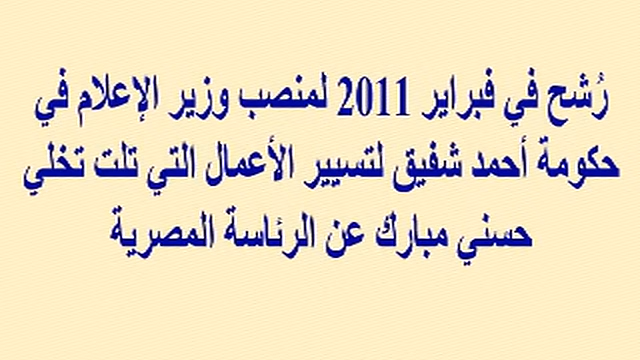 رُشح في فبراير 2011 لمنصب وزير الإعلام في
حكومة أحمد شفيق لتسيير الأعمال التي تلت تخلي
حسني مبارك عن الرئاسة المصرية